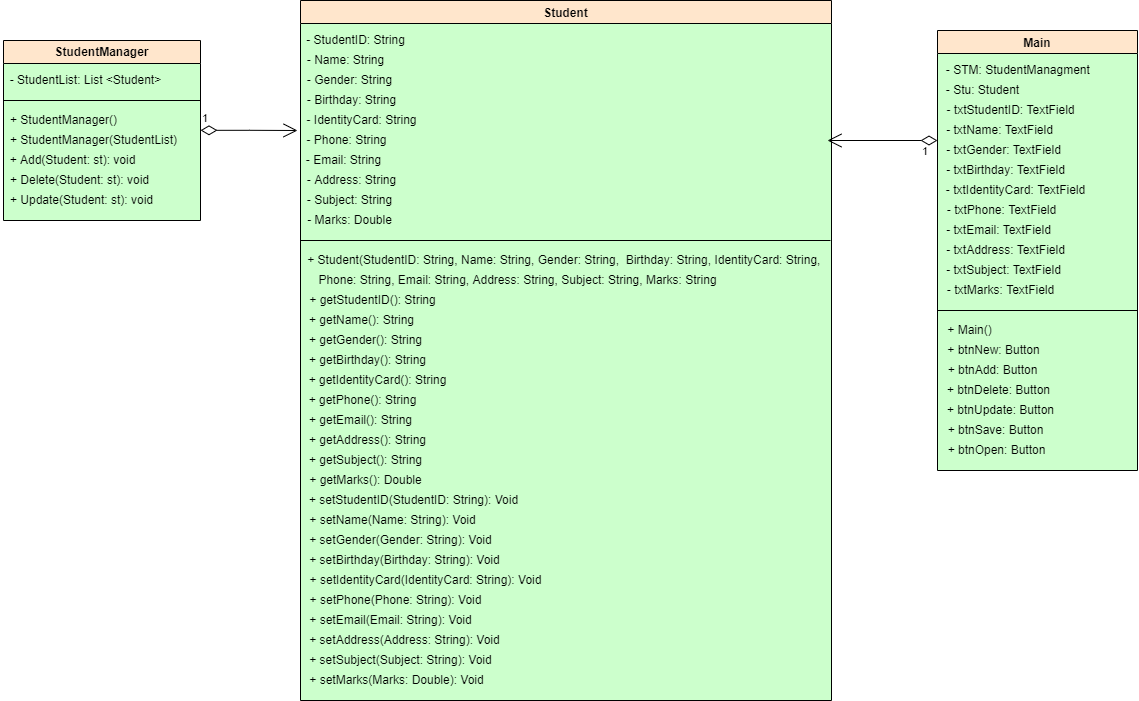 StudentManager
- StudentList: List <Student>
+ StudentManager()
+ StudentManager(StudentList)
+ Add(Student: st): void
+ Delete(Student: st): void
+ Update(Student: st): void
1
Student
- StudentID: String
- Name: String
- Gender: String
- Birthday: String
- IdentityCard: String
- Phone: String
- Email: String
- Address: String
- Subject: String
- Marks: Double
+ Student(StudentID: String, Name: String, Gender: String, Birthday: String, IdentityCard: String,
Phone: String, Email: String, Address: String, Subject: String, Marks: String
+ getStudentID(): String
+ getName(): String
+ getGender(): String
+ getBirthday(): String
+ getIdentityCard(): String
+ getPhone(): String
+ getEmail(): String
+ getAddress(): String
+ getSubject(): String
+ getMarks(): Double
+ setStudentID(StudentID: String): Void
+ setName(Name: String): Void
+ setGender(Gender: String): Void
+ setBirthday(Birthday: String): Void
+ setIdentityCard(IdentityCard: String): Void
+ setPhone(Phone: String): Void
+ setEmail(Email: String): Void
+ setAddress(Address: String): Void
+ setSubject(Subject: String): Void
+ setMarks(Marks: Double): Void
1
Main
- STM: StudentManagment
- Stu: Student
- txtStudentID: TextField
- txtName: TextField
- txtGender: TextField
- txtBirthday: TextField
- txtIdentityCard: TextField
- txtPhone: TextField
- txtEmail: TextField
- txtAddress: TextField
- txtSubject: TextField
- txtMarks: TextField
+ Main()
+ btnNew: Button
+ btnAdd: Button
+ btnDelete: Button
+ btnUpdate: Button
+ btnSave: Button
+ btnOpen: Button